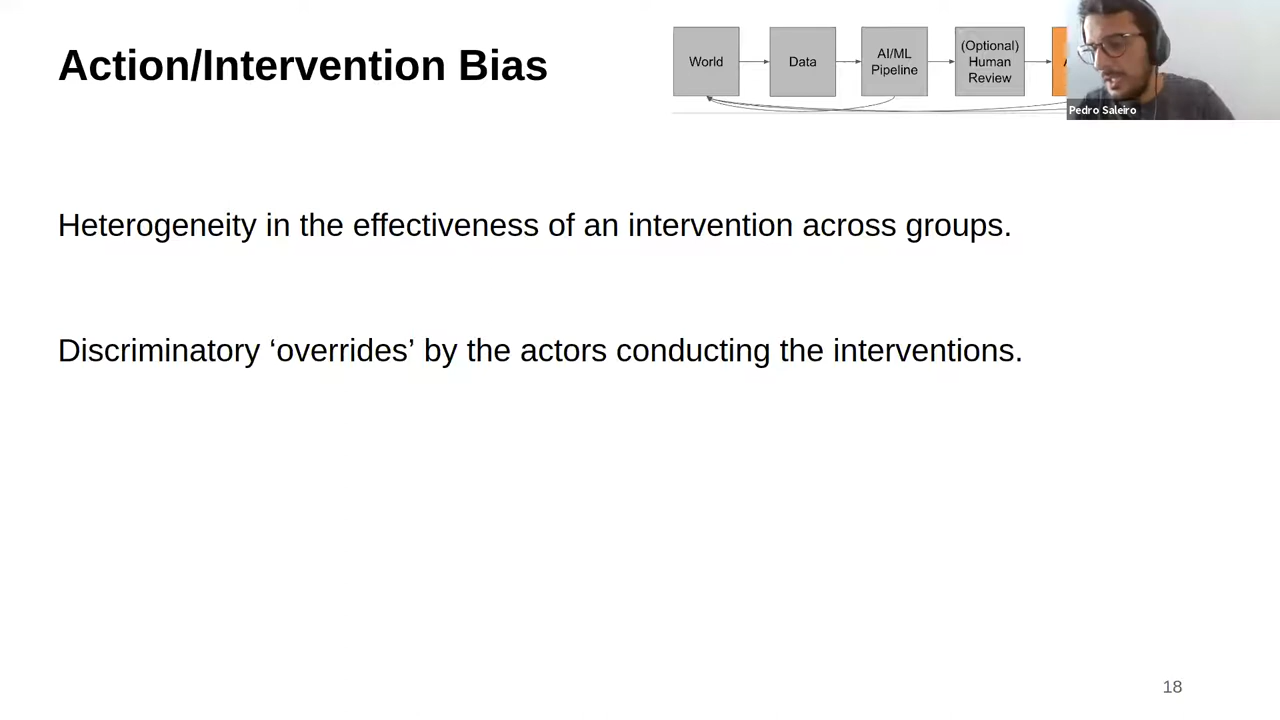 Action/Intervention Bias
World
Data
AI/ML
Pipeline
(Optional)
Human
Review
Pedro Saleiro
Heterogeneity in the effectiveness of an intervention across groups.
Discriminatory ‘overrides’ by the actors conducting the interventions.
18